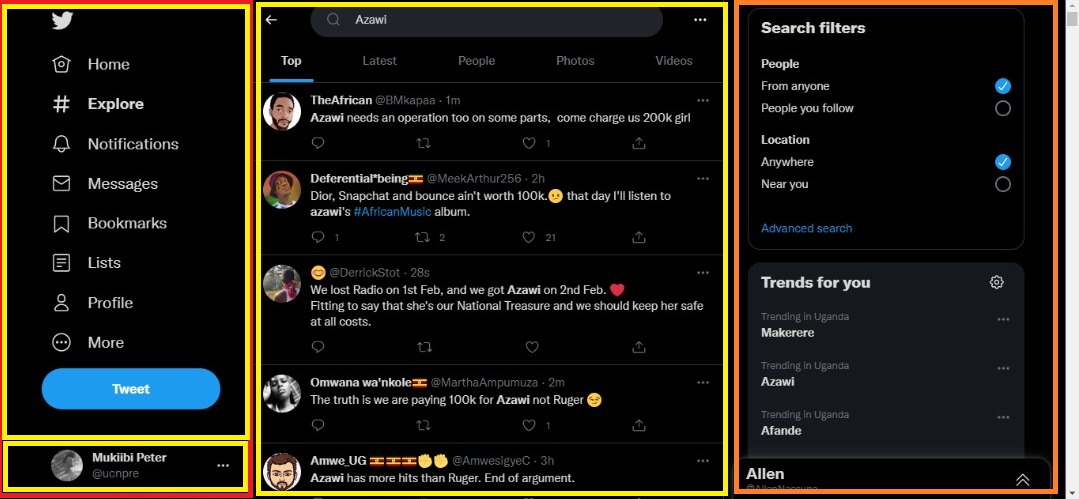 Home
Explore
Notifications
Messages
Bookmarks
Lists
Profile
More
Tweet
Mukiibi Peter
@ucnpre
Azawi
Top Latest People Photos Videos
TheAfrican @BMkapaa · 1m
Azawi needs an operation too on some parts, come charge us 200k girl
1
Deferential*being🇺🇬 @MeekArthur256 · 2h
Dior, Snapchat and bounce ain't worth 100k.😕 that day I'll listen to
azawi's #AfricanMusic album.
1 2 21
😊 @DerrickStot · 28s
We lost Radio on 1st Feb, and we got Azawi on 2nd Feb. ❤️
Fitting to say that she's our National Treasure and we should keep her safe
at all costs.
Omwana wa'nkole🇺🇬 @MarthaAmpumuza · 2m
The truth is we are paying 100k for Azawi not Ruger 😏
1
Amwe_UG 🇺🇬🇺🇬🇺🇬✊✊ @AmwesigyeC · 3h
Azawi has more hits than Ruger. End of argument.
Search filters
People
From anyone
People you follow
Location
Anywhere
Near you
Advanced search
Trends for you
Trending in Uganda
Makerere
Trending in Uganda
Azawi
Trending in Uganda
Afande
Allen